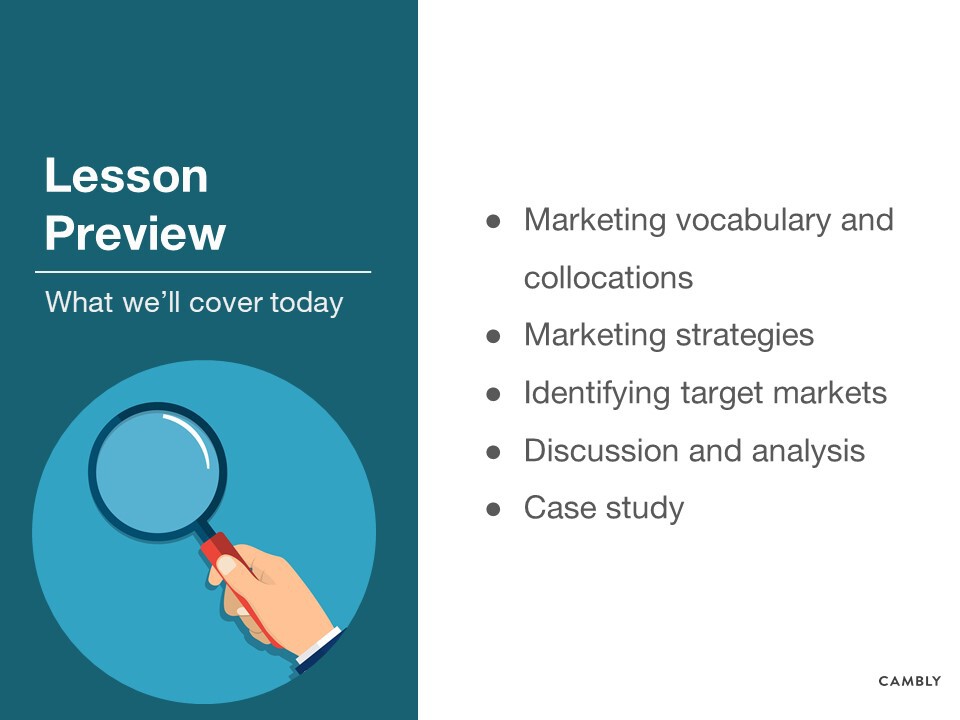 Lesson
Preview
What we’ll cover today
● Marketing vocabulary and
collocations
● Marketing strategies
● Identifying target markets
● Discussion and analysis
● Case study
CAMBLY